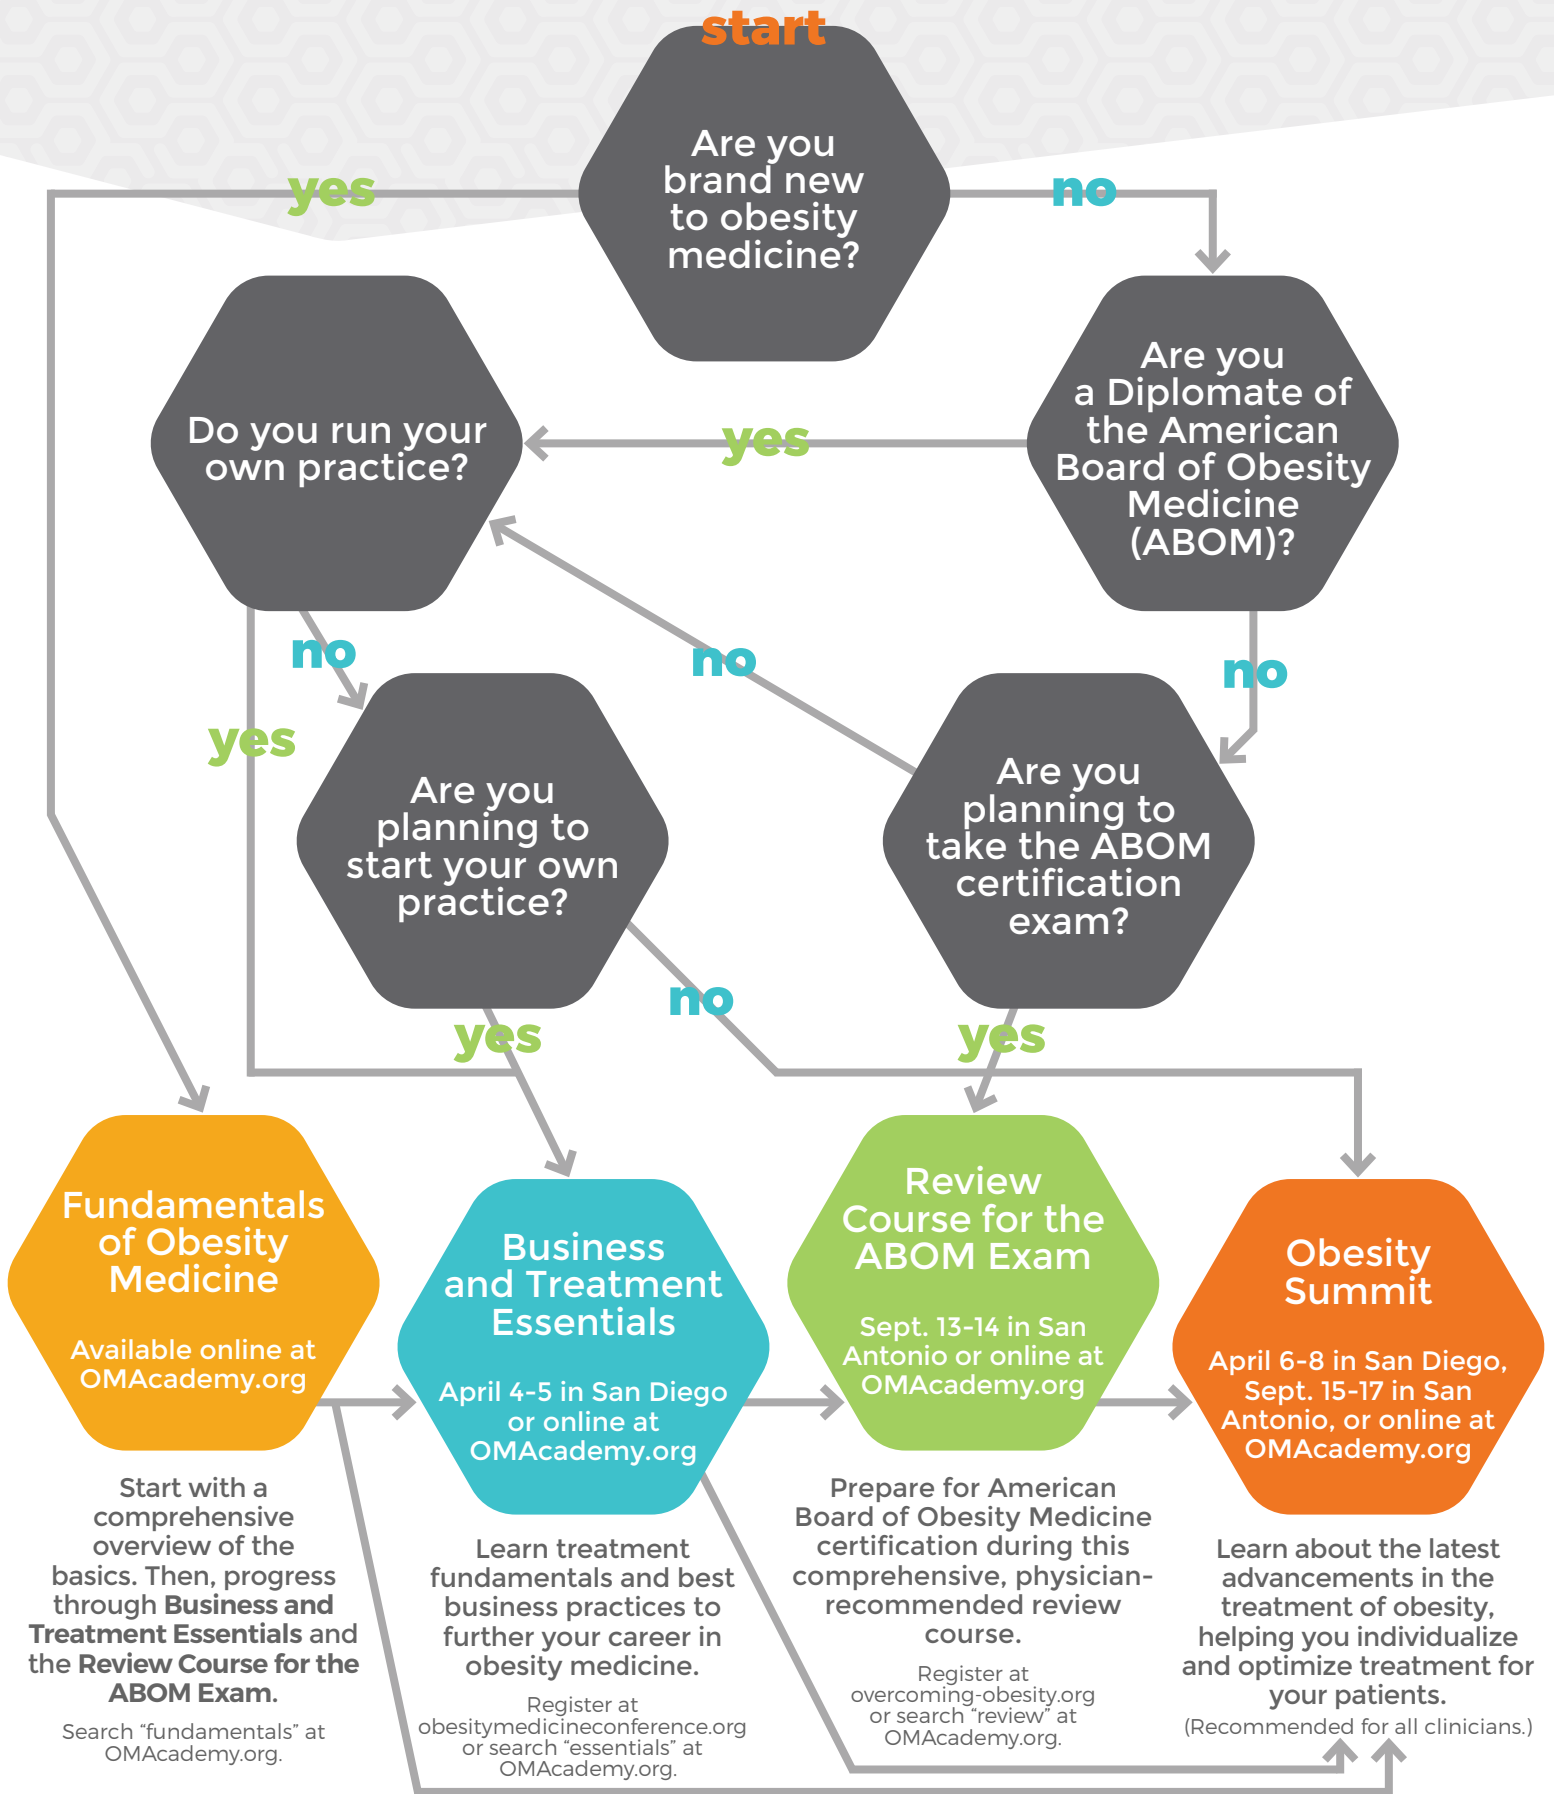 start
Are you
brand new
to obesity
medicine?
yes
no
Do you run your
own practice?
Are you
a Diplomate of
the American
Board of Obesity
Medicine
(ABOM)?
yes
no
no
no
yes
Are you
planning to
start your own
practice?
Are you
planning to
take the ABOM
certification
exam?
no
yes
yes
Fundamentals
of Obesity
Medicine
Available online at
OMAcademy.org
Business
and Treatment
Essentials
April 4-5 in San Diego
or online at
OMAcademy.org
Review
Course for the
ABOM Exam
Sept. 13-14 in San
Antonio or online at
OMAcademy.org
Obesity
Summit
April 6-8 in San Diego,
Sept. 15-17 in San
Antonio, or online at
OMAcademy.org
Start with a
comprehensive
overview of the
basics. Then, progress
through Business and
Treatment Essentials and
the Review Course for the
ABOM Exam.
Search “fundamentals” at
OMAcademy.org.
Learn treatment
fundamentals and best
business practices to
further your career in
obesity medicine.
Register at
obesitymedicineconference.org
or search “essentials” at
OMAcademy.org.
Prepare for American
Board of Obesity Medicine
certification during this
comprehensive, physician-
recommended review
course.
Register at
overcoming-obesity.org
or search “review” at
OMAcademy.org.
Learn about the latest
advancements in the
treatment of obesity,
helping you individualize
and optimize treatment for
your patients.
(Recommended for all clinicians.)